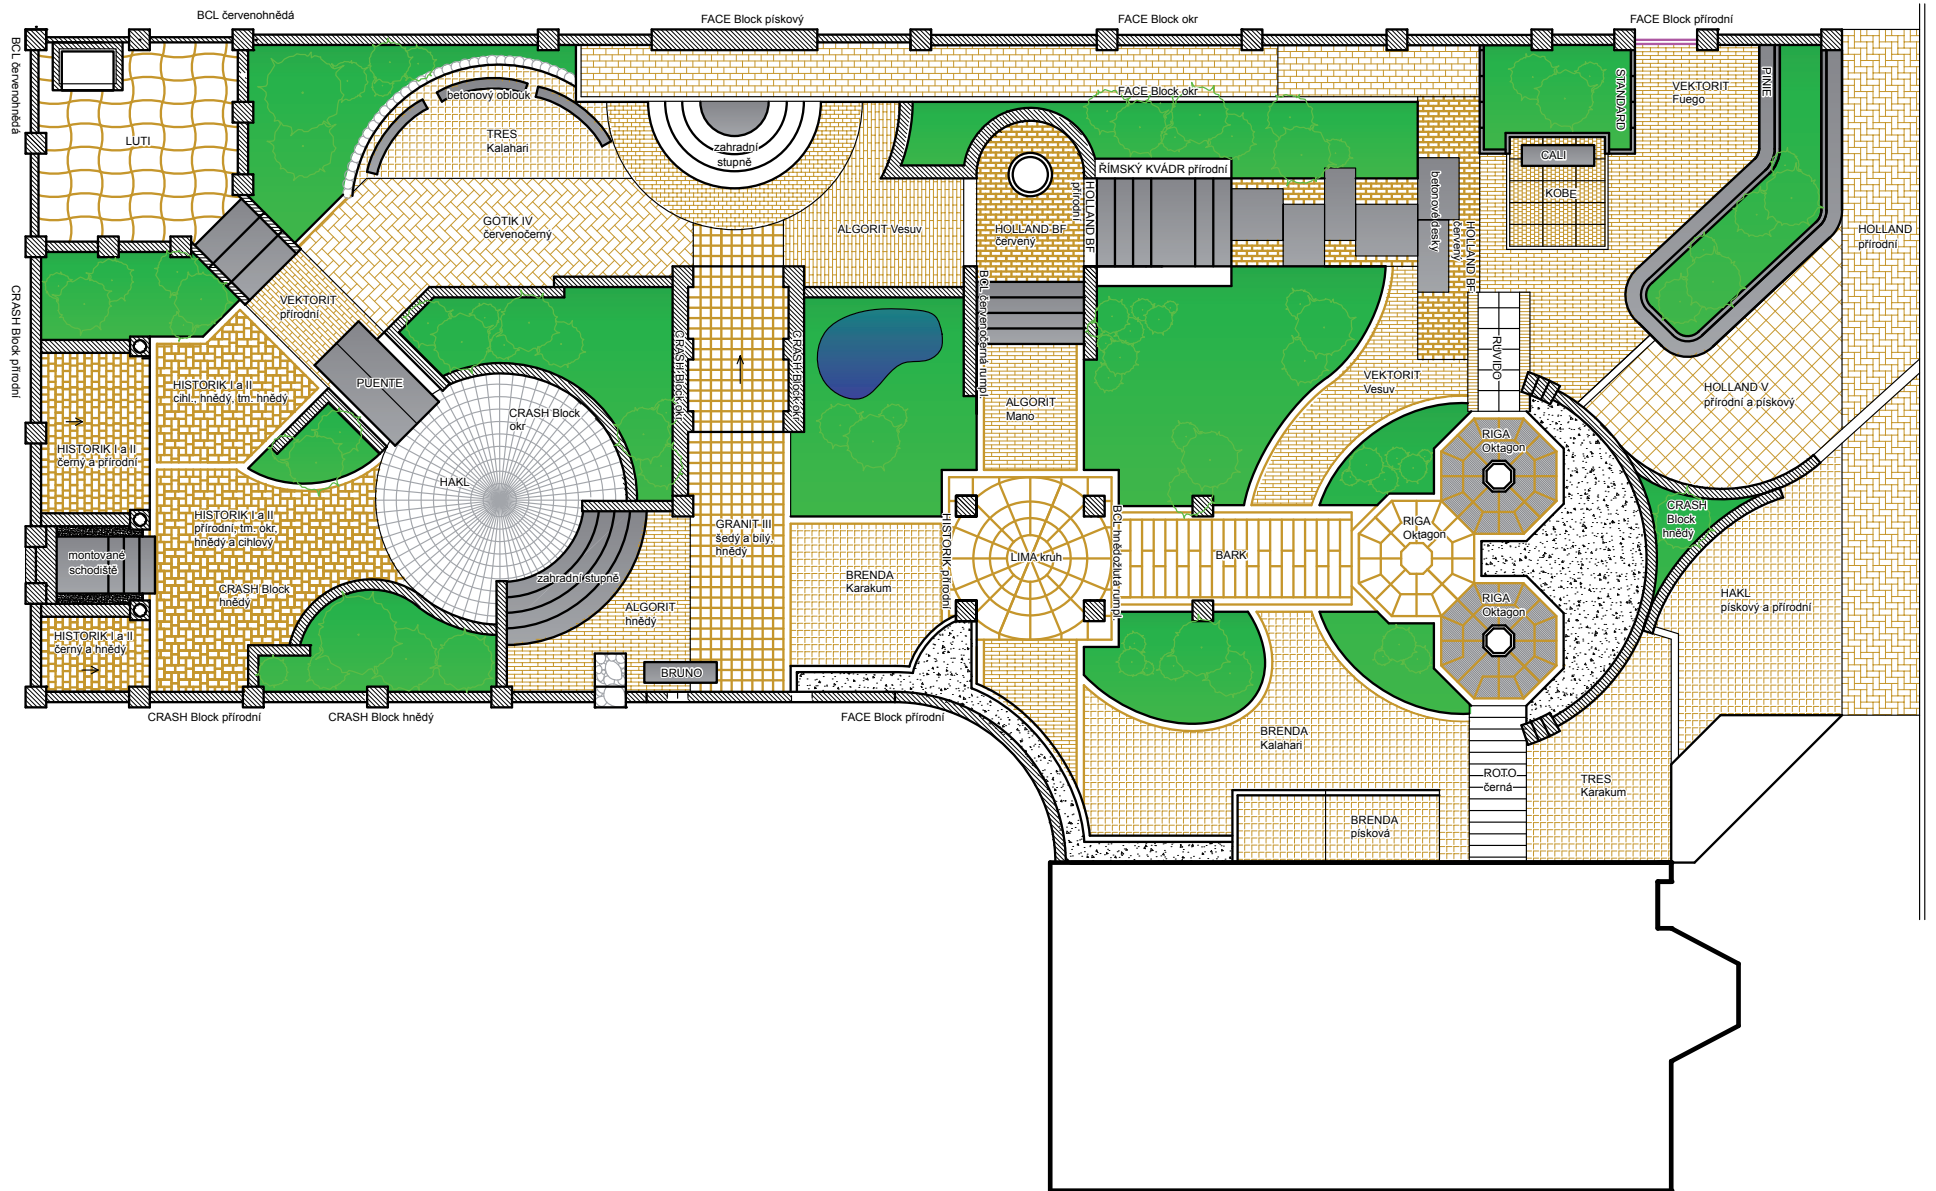 BCL červenohnědá
FACE Block pískový
FACE Block okr
FACE Block přírodní
BCL červenohnědá
LUTI
betonový oblouk
TRES
Kalahari
zahradní
stupně
FACE Block okr
STANDARD
VEKTORIT
Fuego
PINIE
CALI
KOBE
ŘÍMSKÝ KVÁDR přírodní
HOLLAND BF
přírodní
betonové desky
HOLLAND BF
červený
GOTIK IV
červenočerný
ALGORIT Vesuv
HOLLAND BF
červený
HOLLAND
přírodní
CRASH Block přírodní
VEKTORIT
přírodní
BCL červenočerná rumpl.
CRASH Block okr
CRASH Block okr
RUVIDO
PUENTE
HISTORIK I a II
cihl., hnědý, tm. hnědý
CRASH Block
okr
ALGORIT
Mano
VEKTORIT
Vesuv
HOLLAND V
přírodní a pískový
HISTORIK I a II
černý a přírodní
HAKL
RIGA
Oktagon
HISTORIK I a II
přírodní, tm. okr,
hnědý a cihlový
GRANIT III
šedý a bílý,
hnědý
HISTORIK přírodní
BCL hnědožlutá rumpl.
RIGA
Oktagon
CRASH
Block
hnědý
montované
schodiště
LIMA kruh
BARK
zahradní stupně
BRENDA
Karakum
CRASH Block
hnědý
ALGORIT
hnědý
RIGA
Oktagon
HAKL
pískový a přírodní
HISTORIK I a II
černý a hnědý
BRUNO
CRASH Block přírodní
CRASH Block hnědý
FACE Block přírodní
BRENDA
Kalahari
ROTO
černá
TRES
Karakum
BRENDA
písková